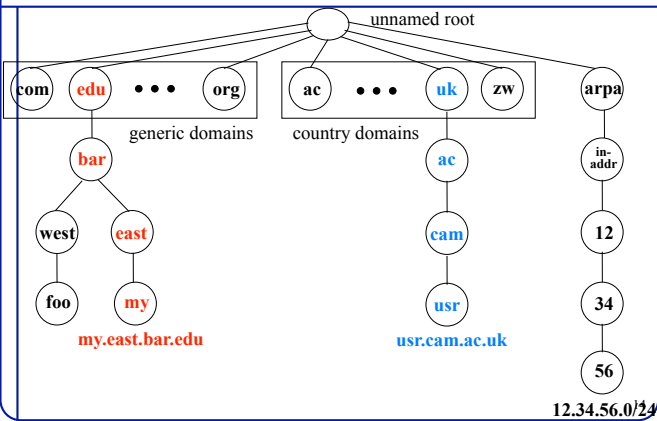 unnamed root
com edu • • • org ac • • • uk zw arpa
generic domains country domains
bar ac in-
addr
west east cam 12
foo my usr 34
my.east.bar.edu usr.cam.ac.uk
56
12.34.56.0/24
14